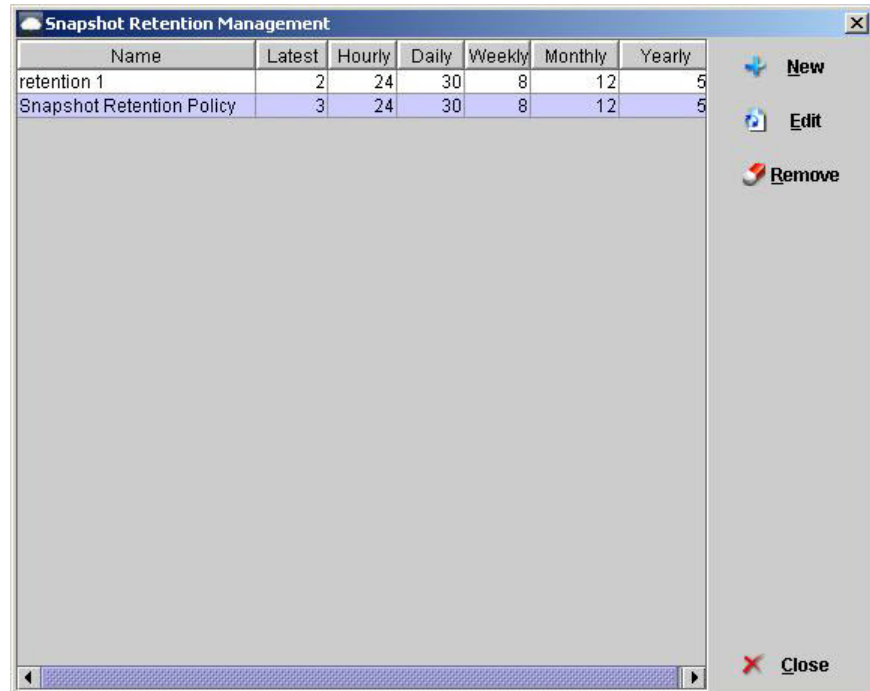 Snapshot Retention Management
Name Latest Hourly Daily Weekly Monthly Yearly
retention 1 2 24 30 8 12 5
Snapshot Retention Policy 3 24 30 8 12 5
New
Edit
Remove
Close